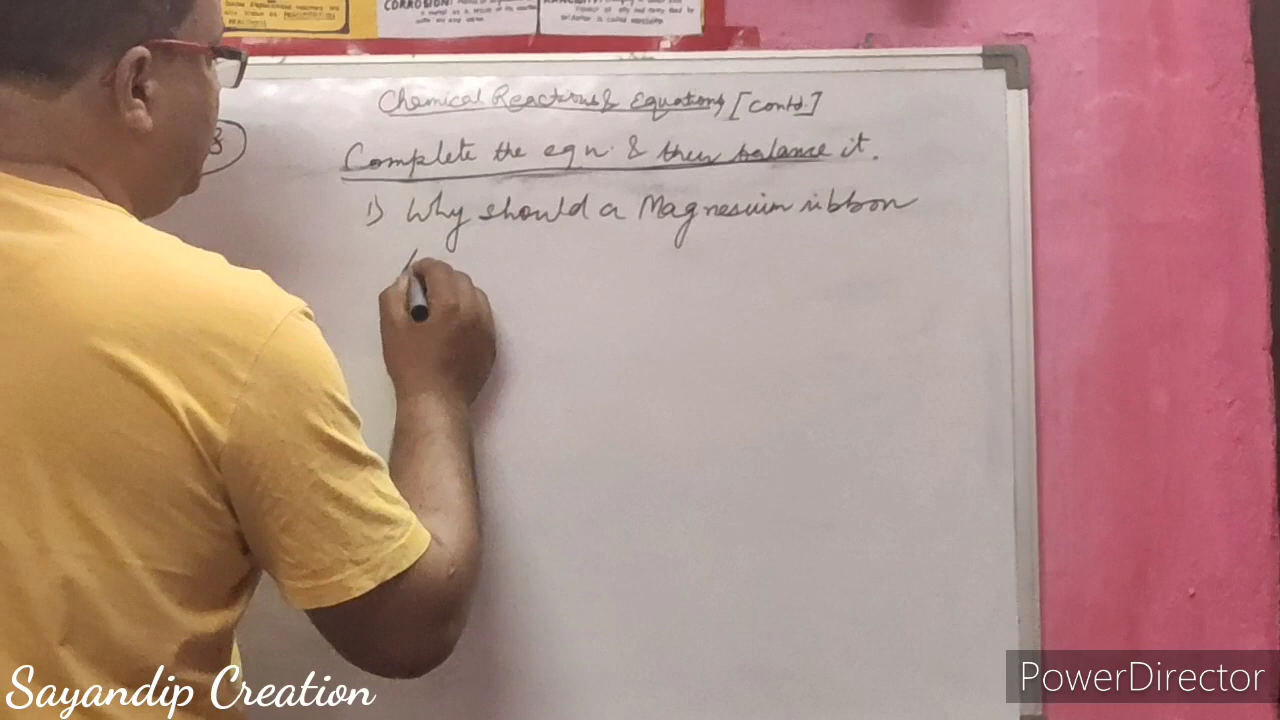 CORROSION:
Chemical Reactions & Equations [contd.]
3
Complete the eqn. & then balance it.
1) Why should a Magnesium ribbon
Sayandip Creation
PowerDirector